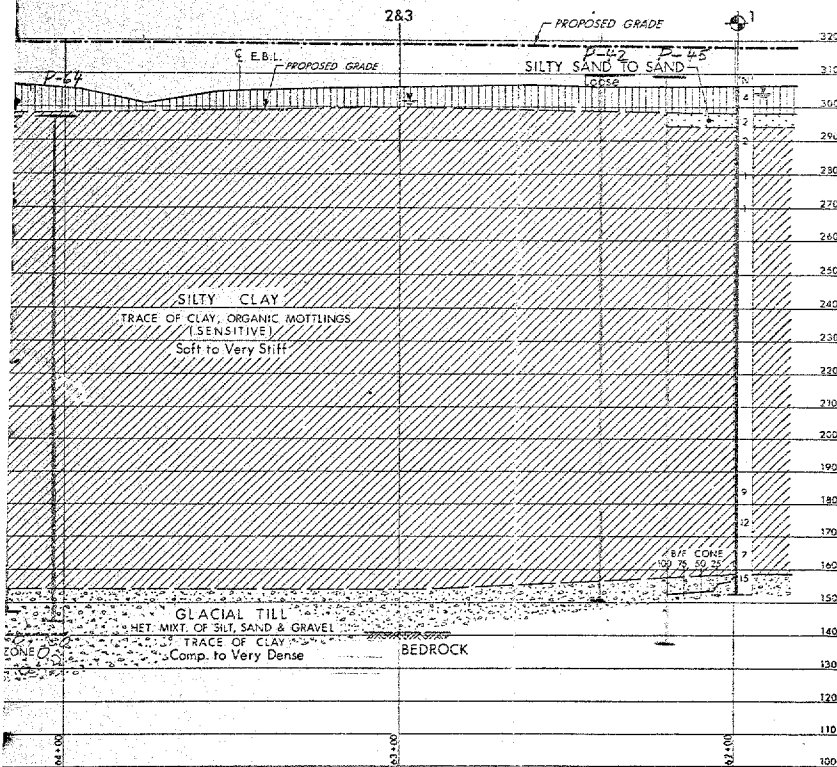 2&3
1
PROPOSED GRADE
320
P-42 P-45
℄ E.B.L.
PROPOSED GRADE
SILTY SAND TO SAND
P-64
Loose
310
'N'
4
300
2
2
290
280
1
270
1
260
250
SILTY CLAY
TRACE OF CLAY, ORGANIC MOTTLINGS
(SENSITIVE)
Soft to Very Stiff
240
230
220
210
200
190
9
180
12
170
B/F CONE
100 75 50 25
7
160
15
150
GLACIAL TILL
HET. MIXT. OF SILT, SAND & GRAVEL
TRACE OF CLAY
Comp. to Very Dense
140
ZONE
BEDROCK
130
120
110
64+00
63+00
62+00
100